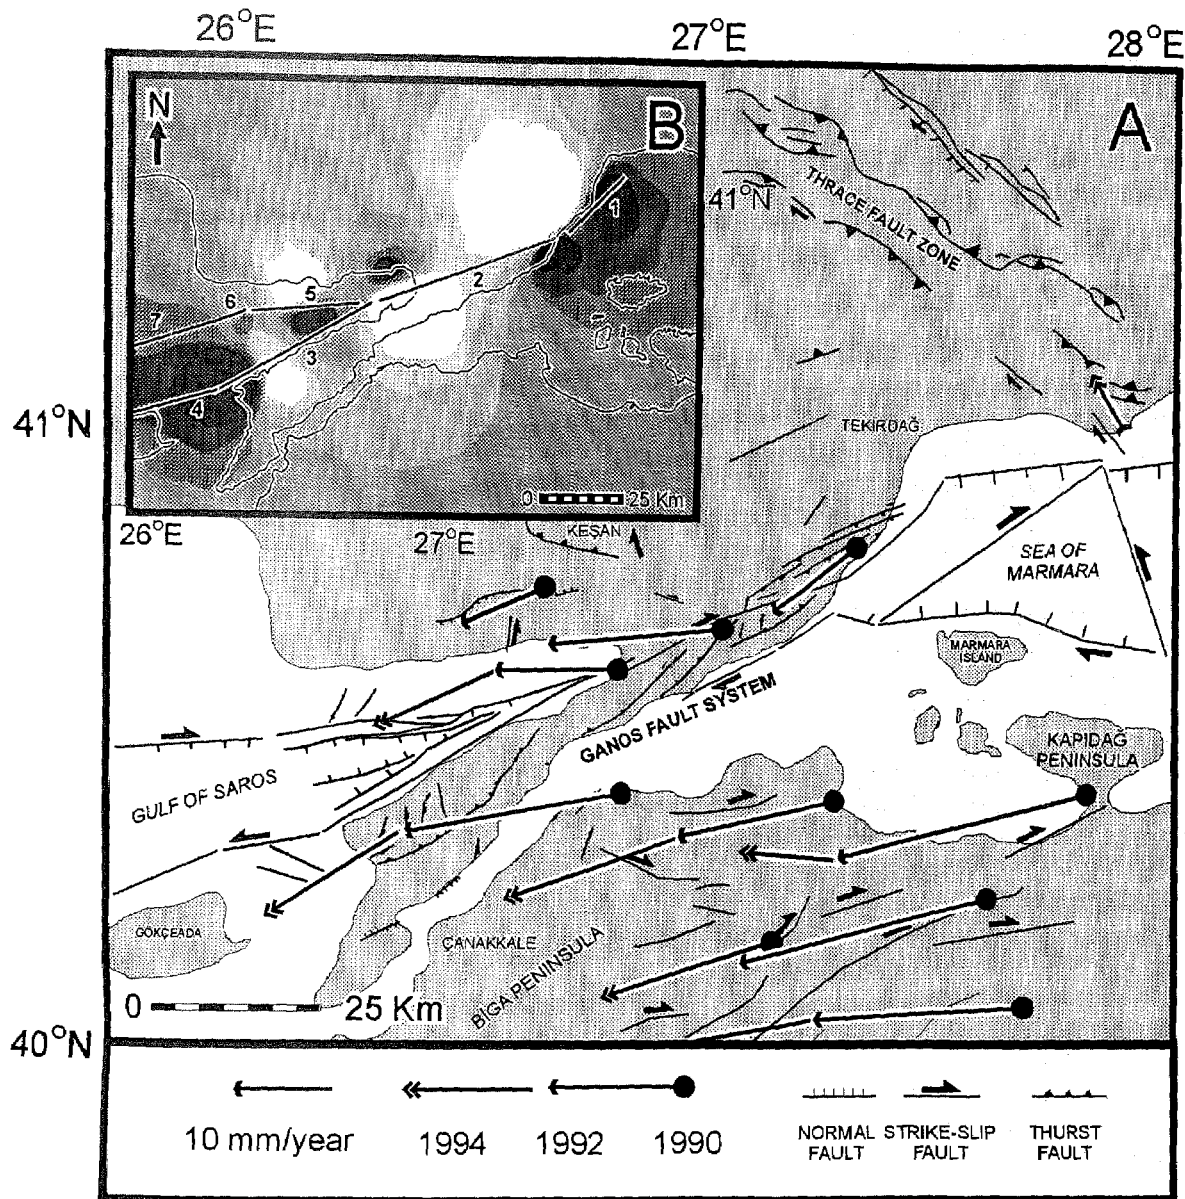 26°E
27°E
28°E
N
B
A
41°N
THRACE FAULT ZONE
1
2
5
6
7
3
4
41°N
TEKİRDAĞ
0 25 Km
26°E
27°E
KEŞAN
SEA OF
MARMARA
MARMARA
ISLAND
GANOS FAULT SYSTEM
KAPIDAĞ
PENINSULA
GULF OF SAROS
GÖKÇEADA
ÇANAKKALE
BİGA PENINSULA
0 25 Km
40°N
10 mm/year
1994
1992
1990
NORMAL
FAULT
STRIKE-SLIP
FAULT
THURST
FAULT